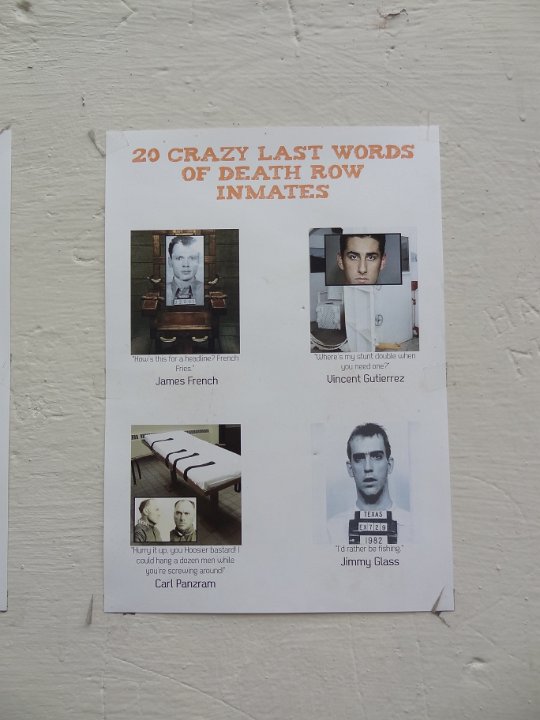 20 CRAZY LAST WORDS
OF DEATH ROW
INMATES
"How's this for a headline? French
Fries."
James French
"Where's my stunt double when
you need one?"
Vincent Gutierrez
"Hurry it up, you Hoosier bastard! I
could hang a dozen men while
you're screwing around!"
Carl Panzram
TEXAS
1982
"I'd rather be fishing."
Jimmy Glass